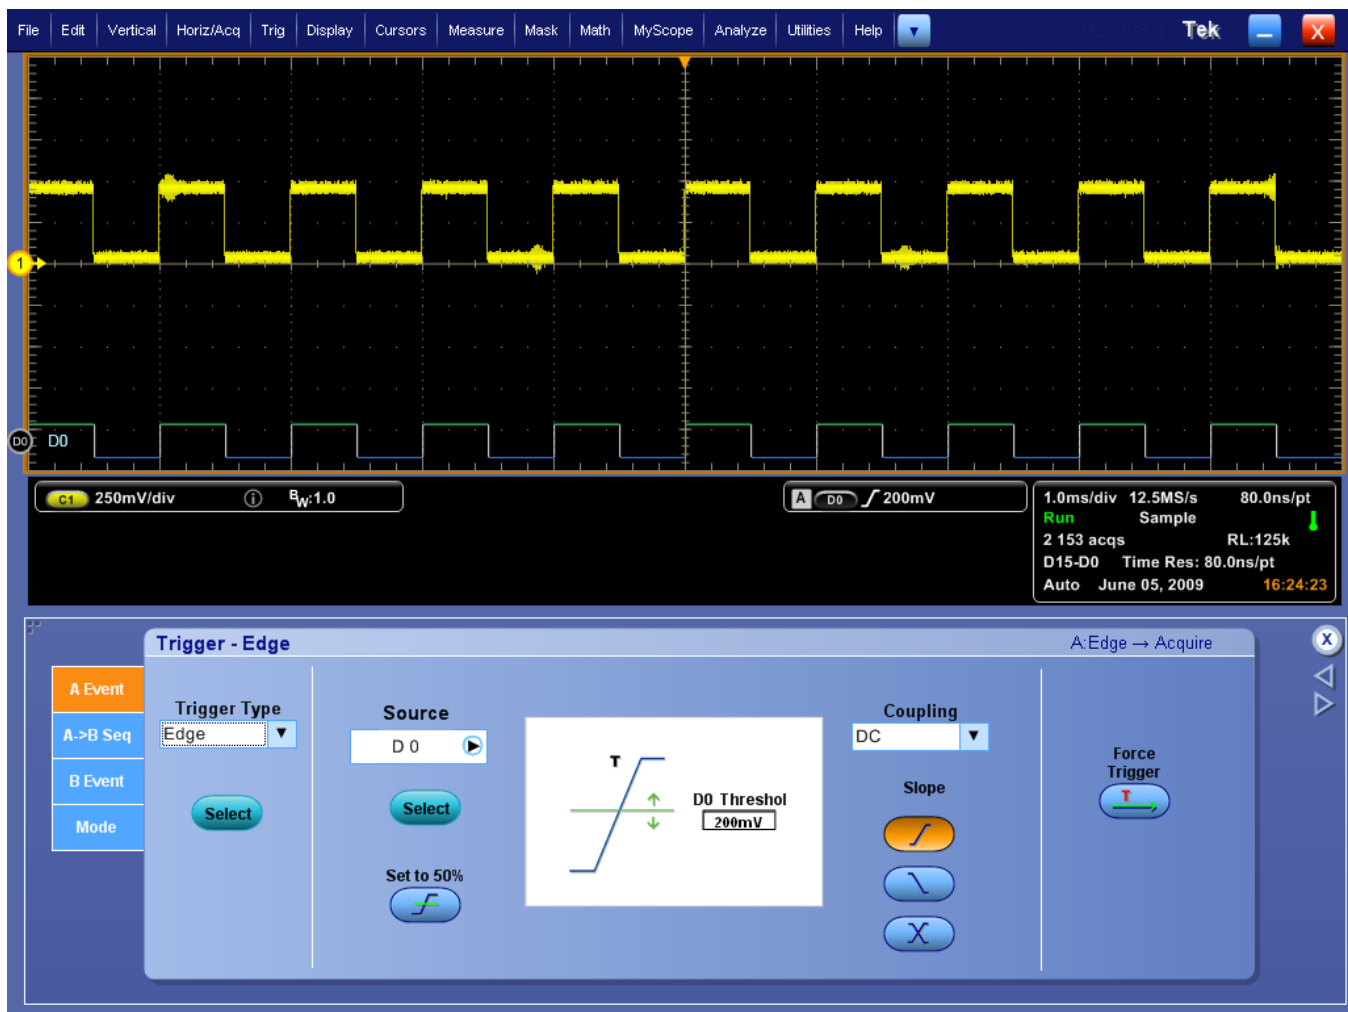 File Edit Vertical Horiz/Acq Trig Display Cursors Measure Mask Math MyScope Analyze Utilities Help Tek X
1
D0 D0
C1 250mV/div i BW:1.0
A D0 200mV
1.0ms/div 12.5MS/s 80.0ns/pt
Run Sample
2 153 acqs RL:125k
D15-D0 Time Res: 80.0ns/pt
Auto June 05, 2009 16:24:23
Trigger - Edge A:Edge → Acquire X
A Event
A->B Seq
B Event
Mode
Trigger Type
Edge
Select
Source
D 0
Select
Set to 50%
T
D0 Threshol
200mV
Coupling
DC
Slope
Force
Trigger
T